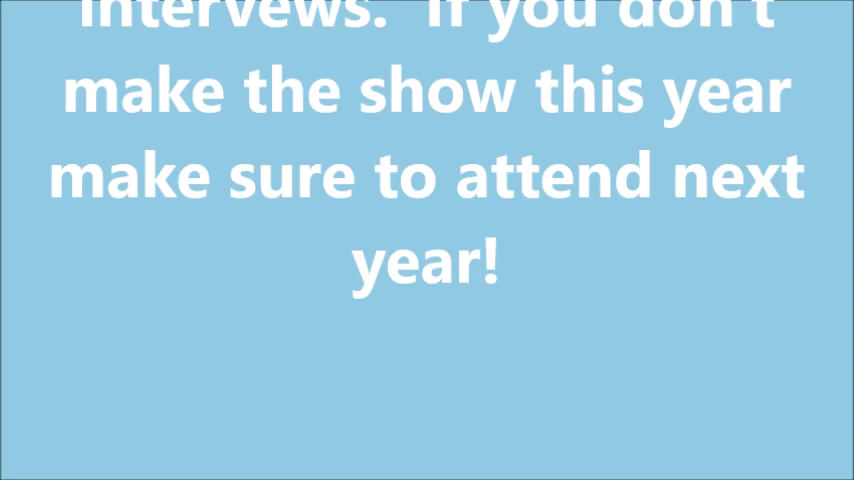 intervews.  If you don't
make the show this year
make sure to attend next
year!